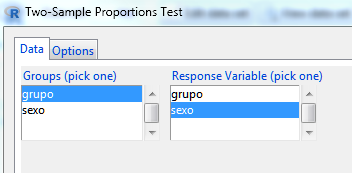 Two-Sample Proportions Test
Data
Options
Groups (pick one)
grupo
sexo
Response Variable (pick one)
grupo
sexo